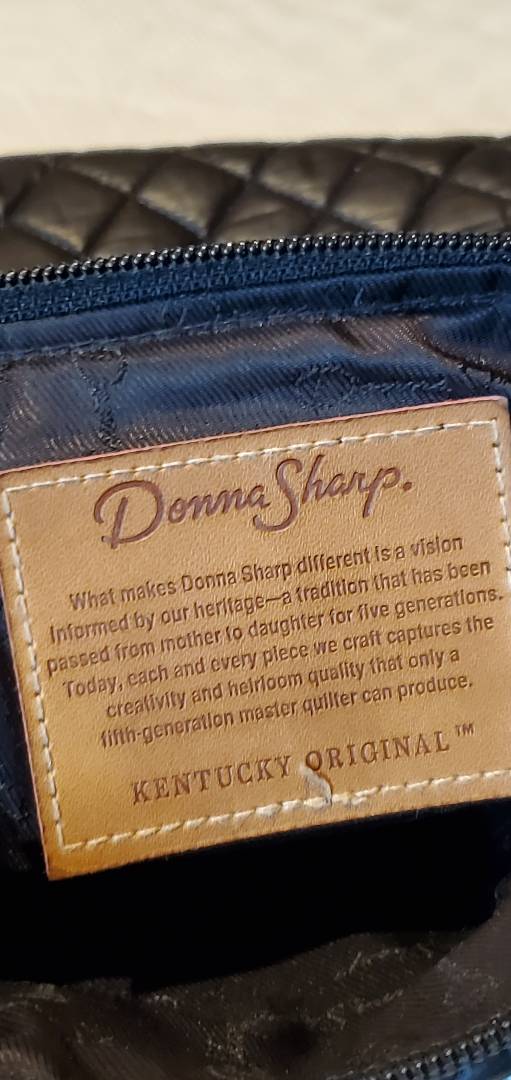 Donna Sharp.
What makes Donna Sharp different is a vision
informed by our heritage—a tradition that has been
passed from mother to daughter for five generations.
Today, each and every piece we craft captures the
creativity and heirloom quality that only a
fifth-generation master quilter can produce.
KENTUCKY ORIGINAL™